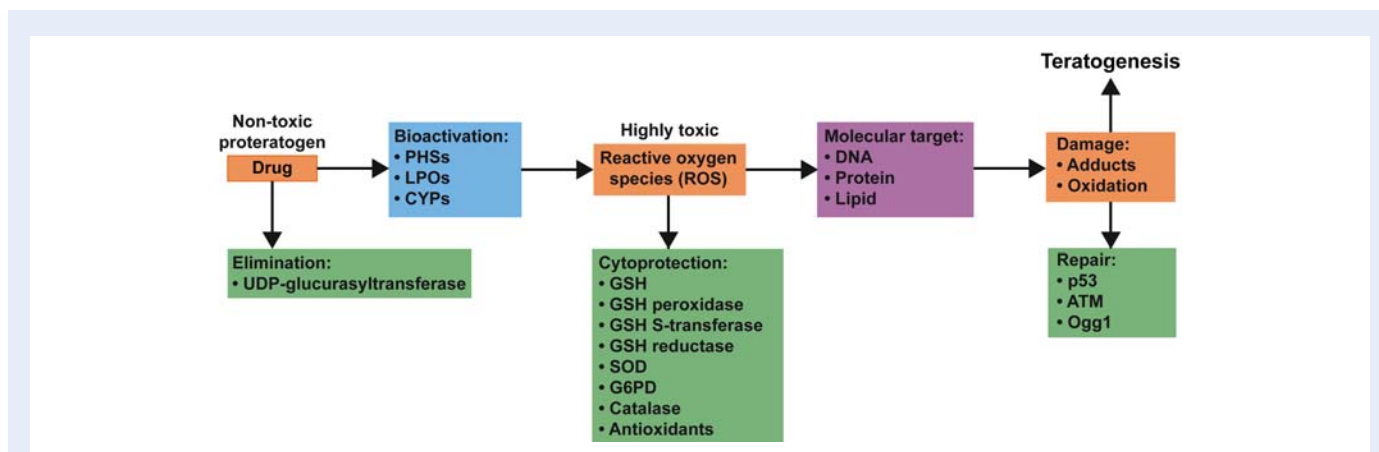 Teratogenesis
Non-toxic
proteratogen
Drug
Bioactivation:
• PHSs
• LPOs
• CYPs
Highly toxic
Reactive oxygen
species (ROS)
Molecular target:
• DNA
• Protein
• Lipid
Damage:
• Adducts
• Oxidation
Elimination:
• UDP-glucurasyltransferase
Cytoprotection:
• GSH
• GSH peroxidase
• GSH S-transferase
• GSH reductase
• SOD
• G6PD
• Catalase
• Antioxidants
Repair:
• p53
• ATM
• Ogg1